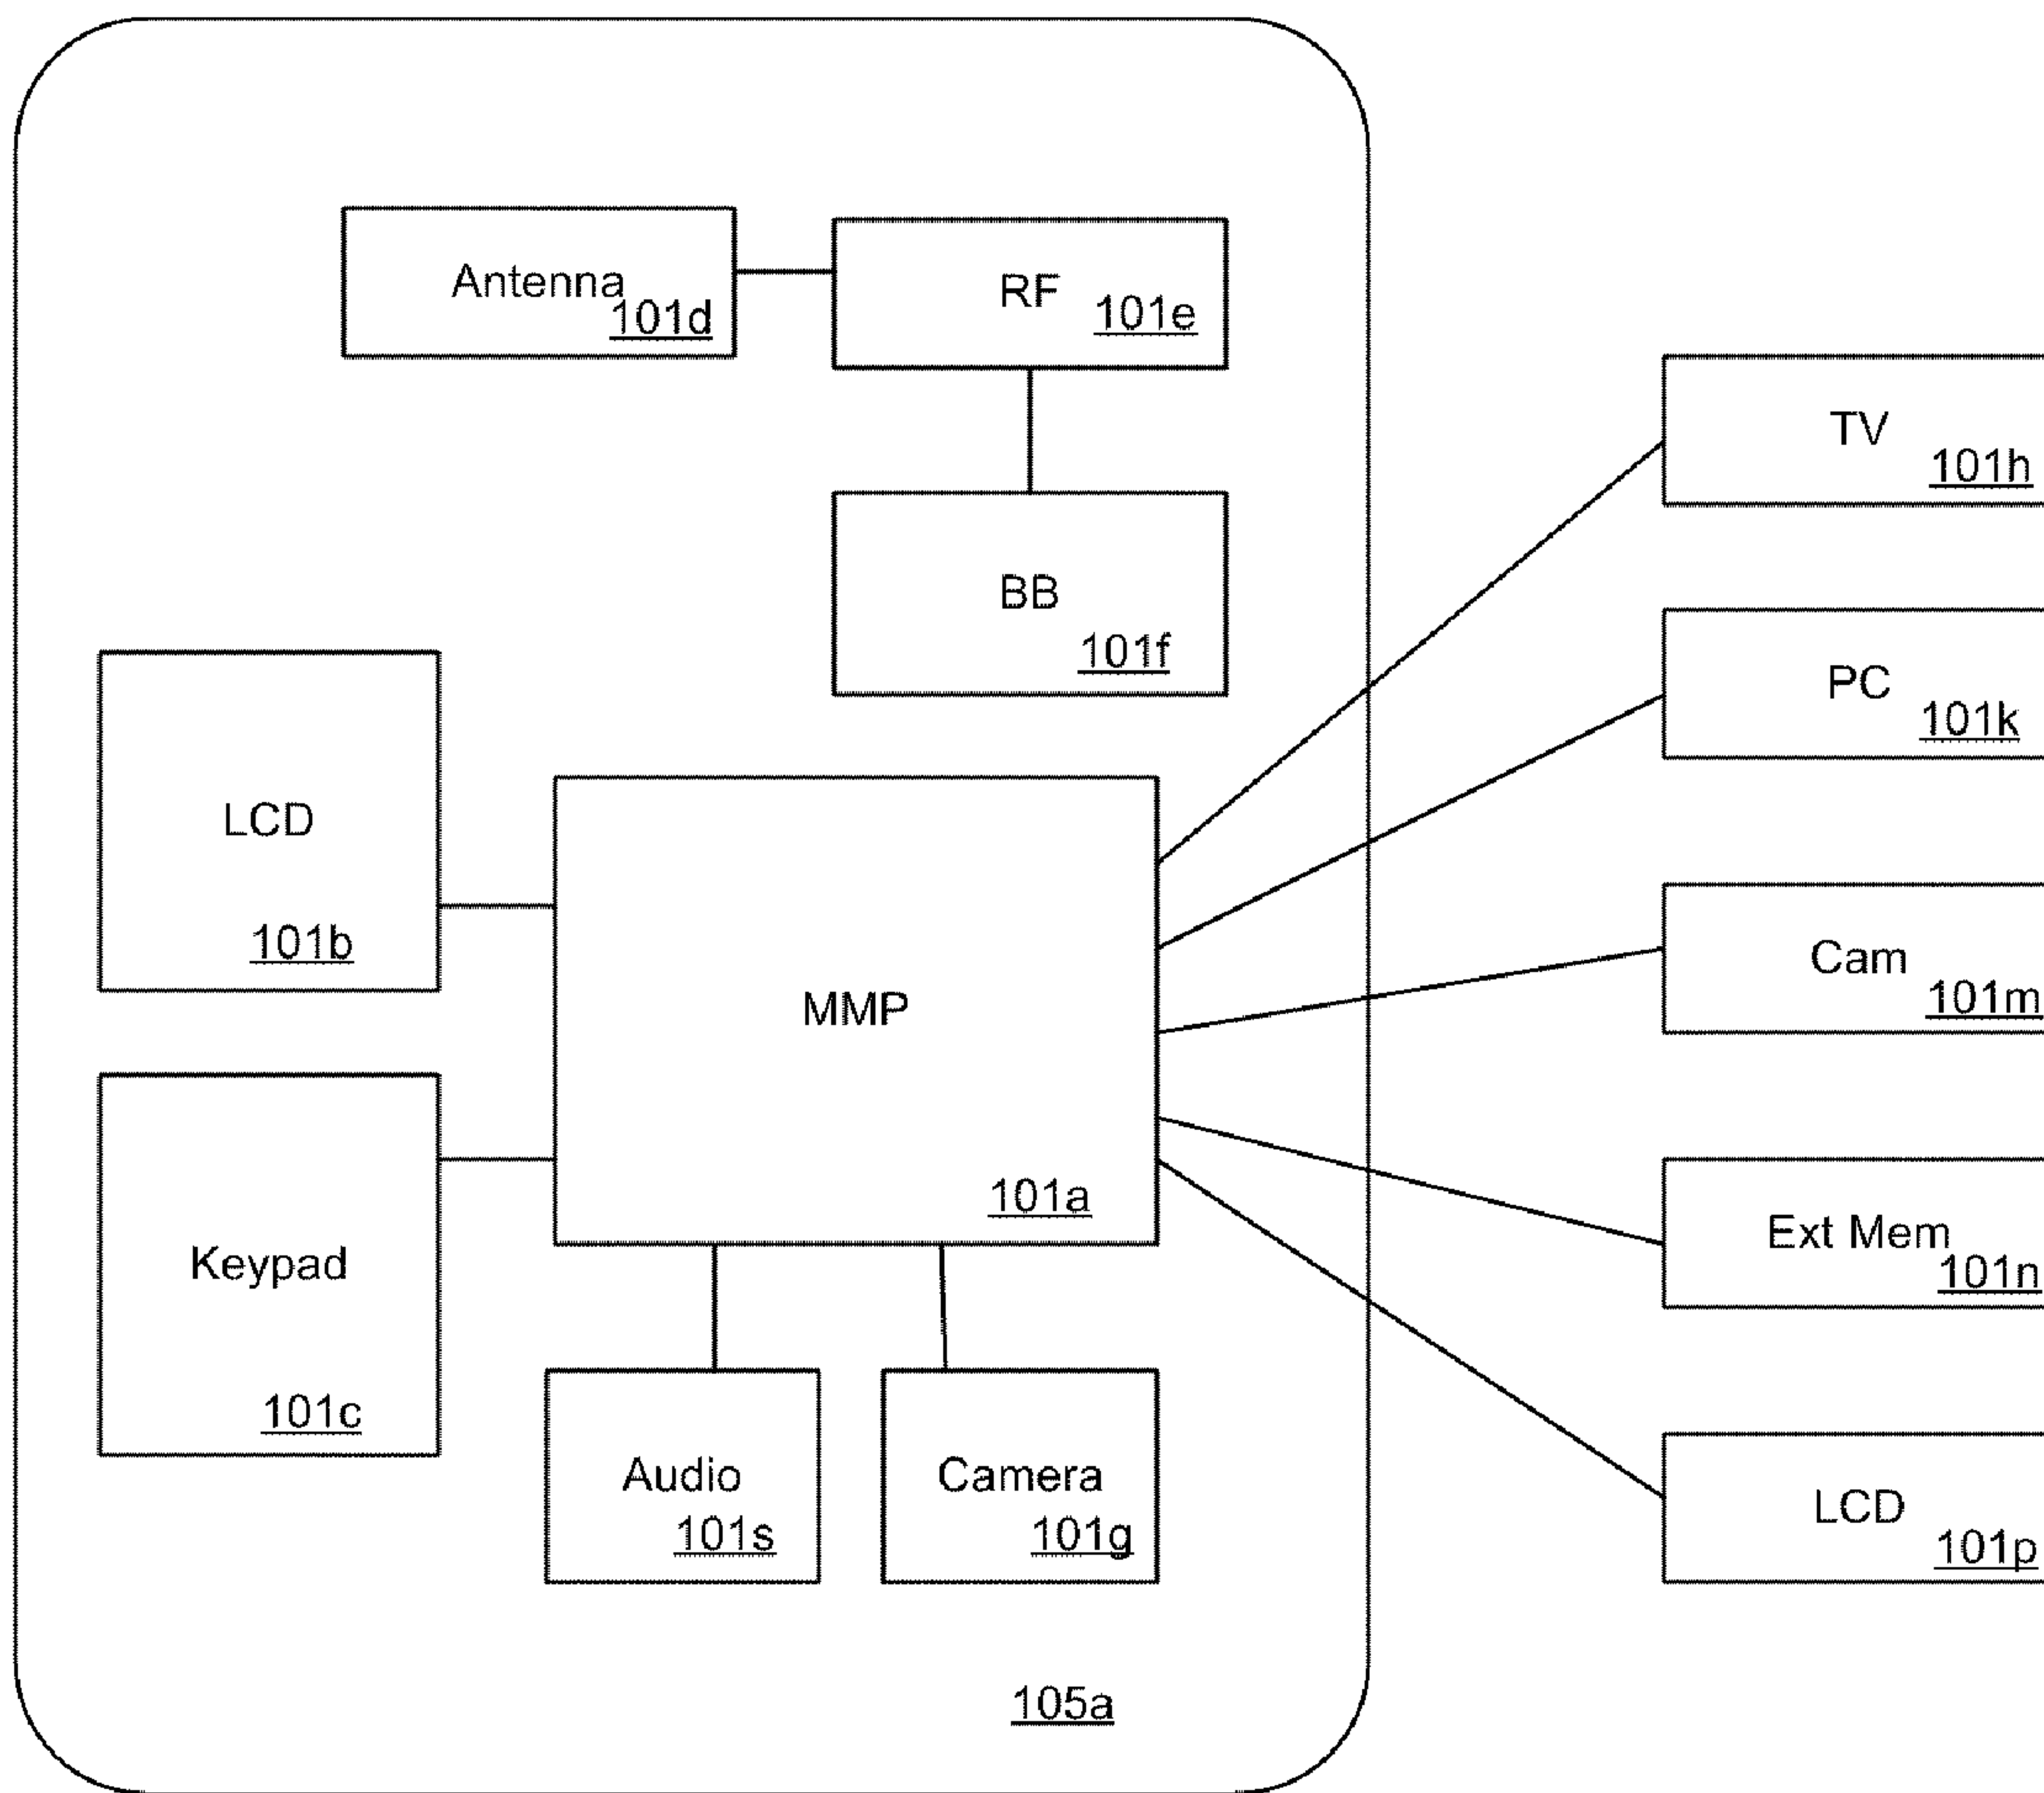 Antenna
101d
RF
101e
BB
101f
TV
101h
PC
101k
LCD
101b
MMP
101a
Cam
101m
Keypad
101c
Ext Mem
101n
Audio
101s
Camera
101g
LCD
101p
105a